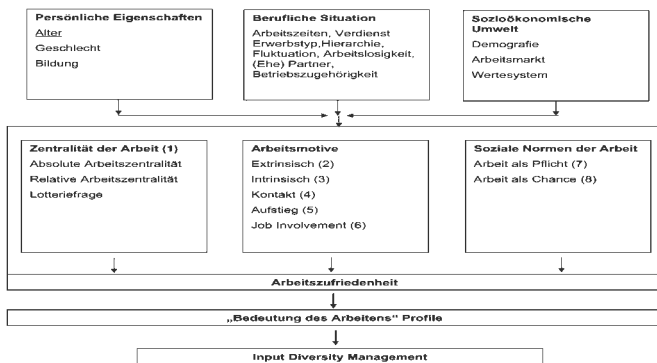 Persönliche Eigenschaften
Alter
Geschlecht
Bildung
Berufliche Situation
Arbeitszeiten, Verdienst
Erwerbstyp,Hierarchie,
Fluktuation, Arbeitslosigkeit,
(Ehe) Partner,
Betriebszugehörigkeit
Sozioökonomische
Umwelt
Demografie
Arbeitsmarkt
Wertesystem
Zentralität der Arbeit (1)
Absolute Arbeitszentralität
Relative Arbeitszentralität
Lotteriefrage
Arbeitsmotive
Extrinsisch (2)
Intrinsisch (3)
Kontakt (4)
Aufstieg (5)
Job Involvement (6)
Soziale Normen der Arbeit
Arbeit als Pflicht (7)
Arbeit als Chance (8)
Arbeitszufriedenheit
„Bedeutung des Arbeitens" Profile
Input Diversity Management